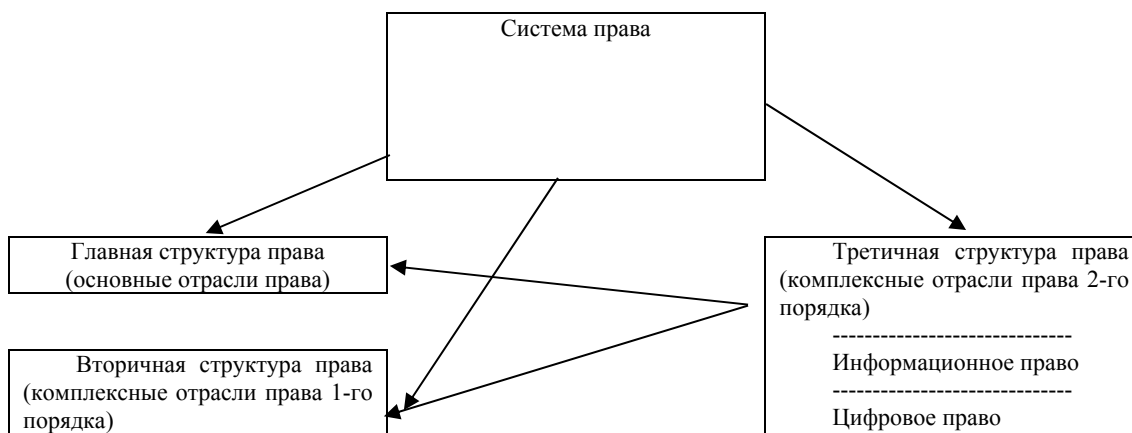 Система права
Главная структура права
(основные отрасли права)
Вторичная структура права
(комплексные отрасли права 1-го
порядка)
Третичная структура права
(комплексные отрасли права 2-го
порядка)
------------------------------
Информационное право
------------------------------
Цифровое право